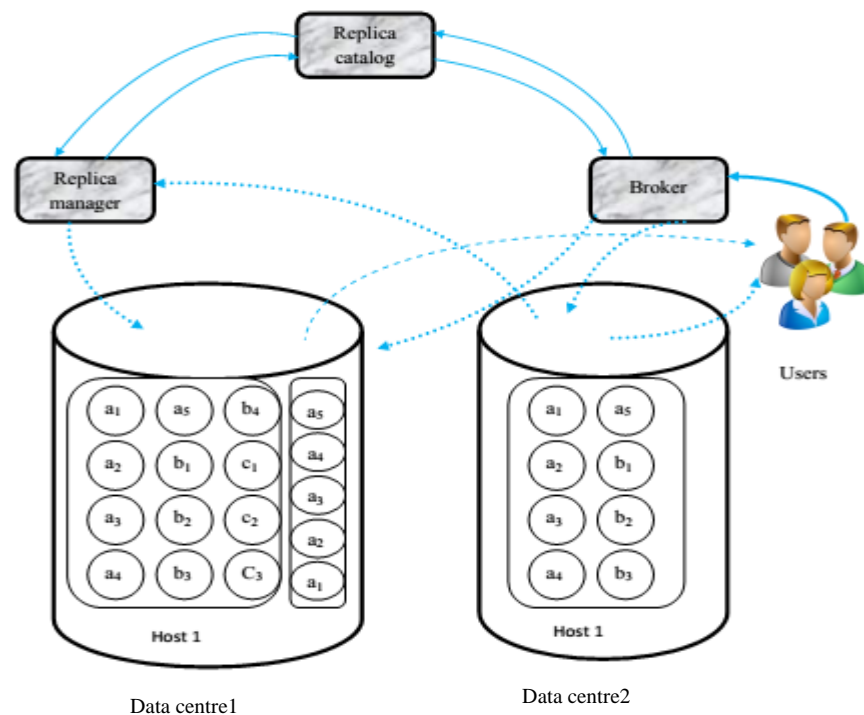 Replica
catalog
Replica
manager
Broker
Users
a₁ a₅ b₄ a₅
a₂ b₁ c₁ a₄
a₃ b₂ c₂ a₃
a₄ b₃ C₃ a₂
a₁
Host 1
a₁ a₅
a₂ b₁
a₃ b₂
a₄ b₃
Host 1
Data centre1
Data centre2